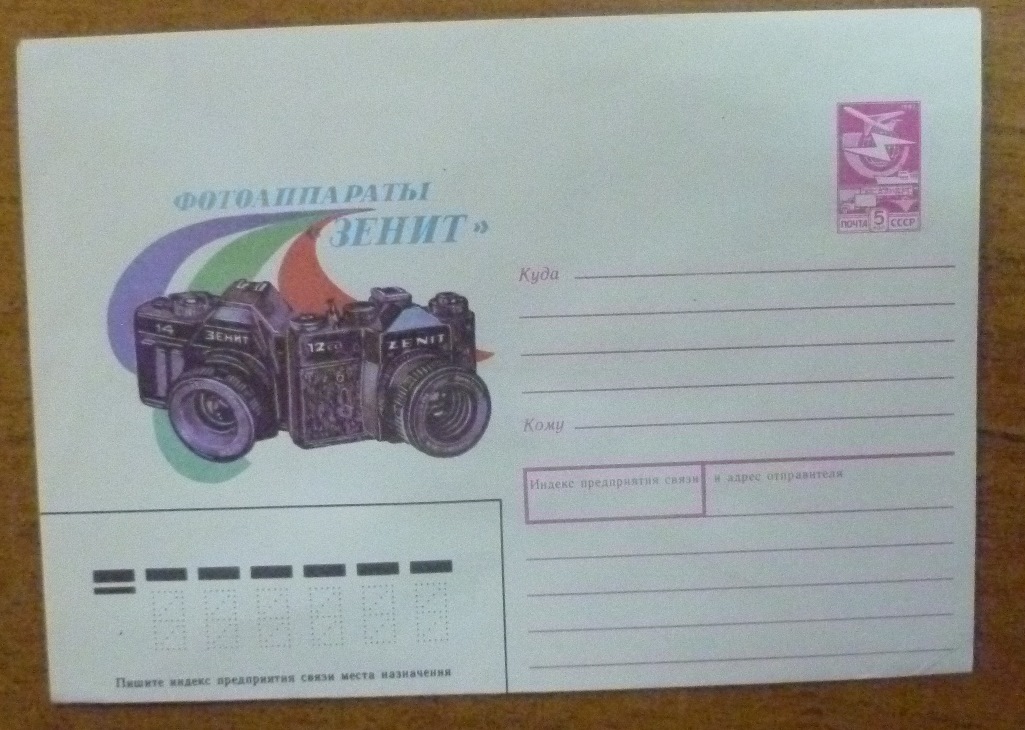 ФОТОАППАРАТЫ
«ЗЕНИТ»
14
ЗЕНИТ
12
ZENIT
ПОЧТА 5 СССР
Куда
Кому
Индекс предприятия связи и адрес отправителя
Пишите индекс предприятия связи места назначения